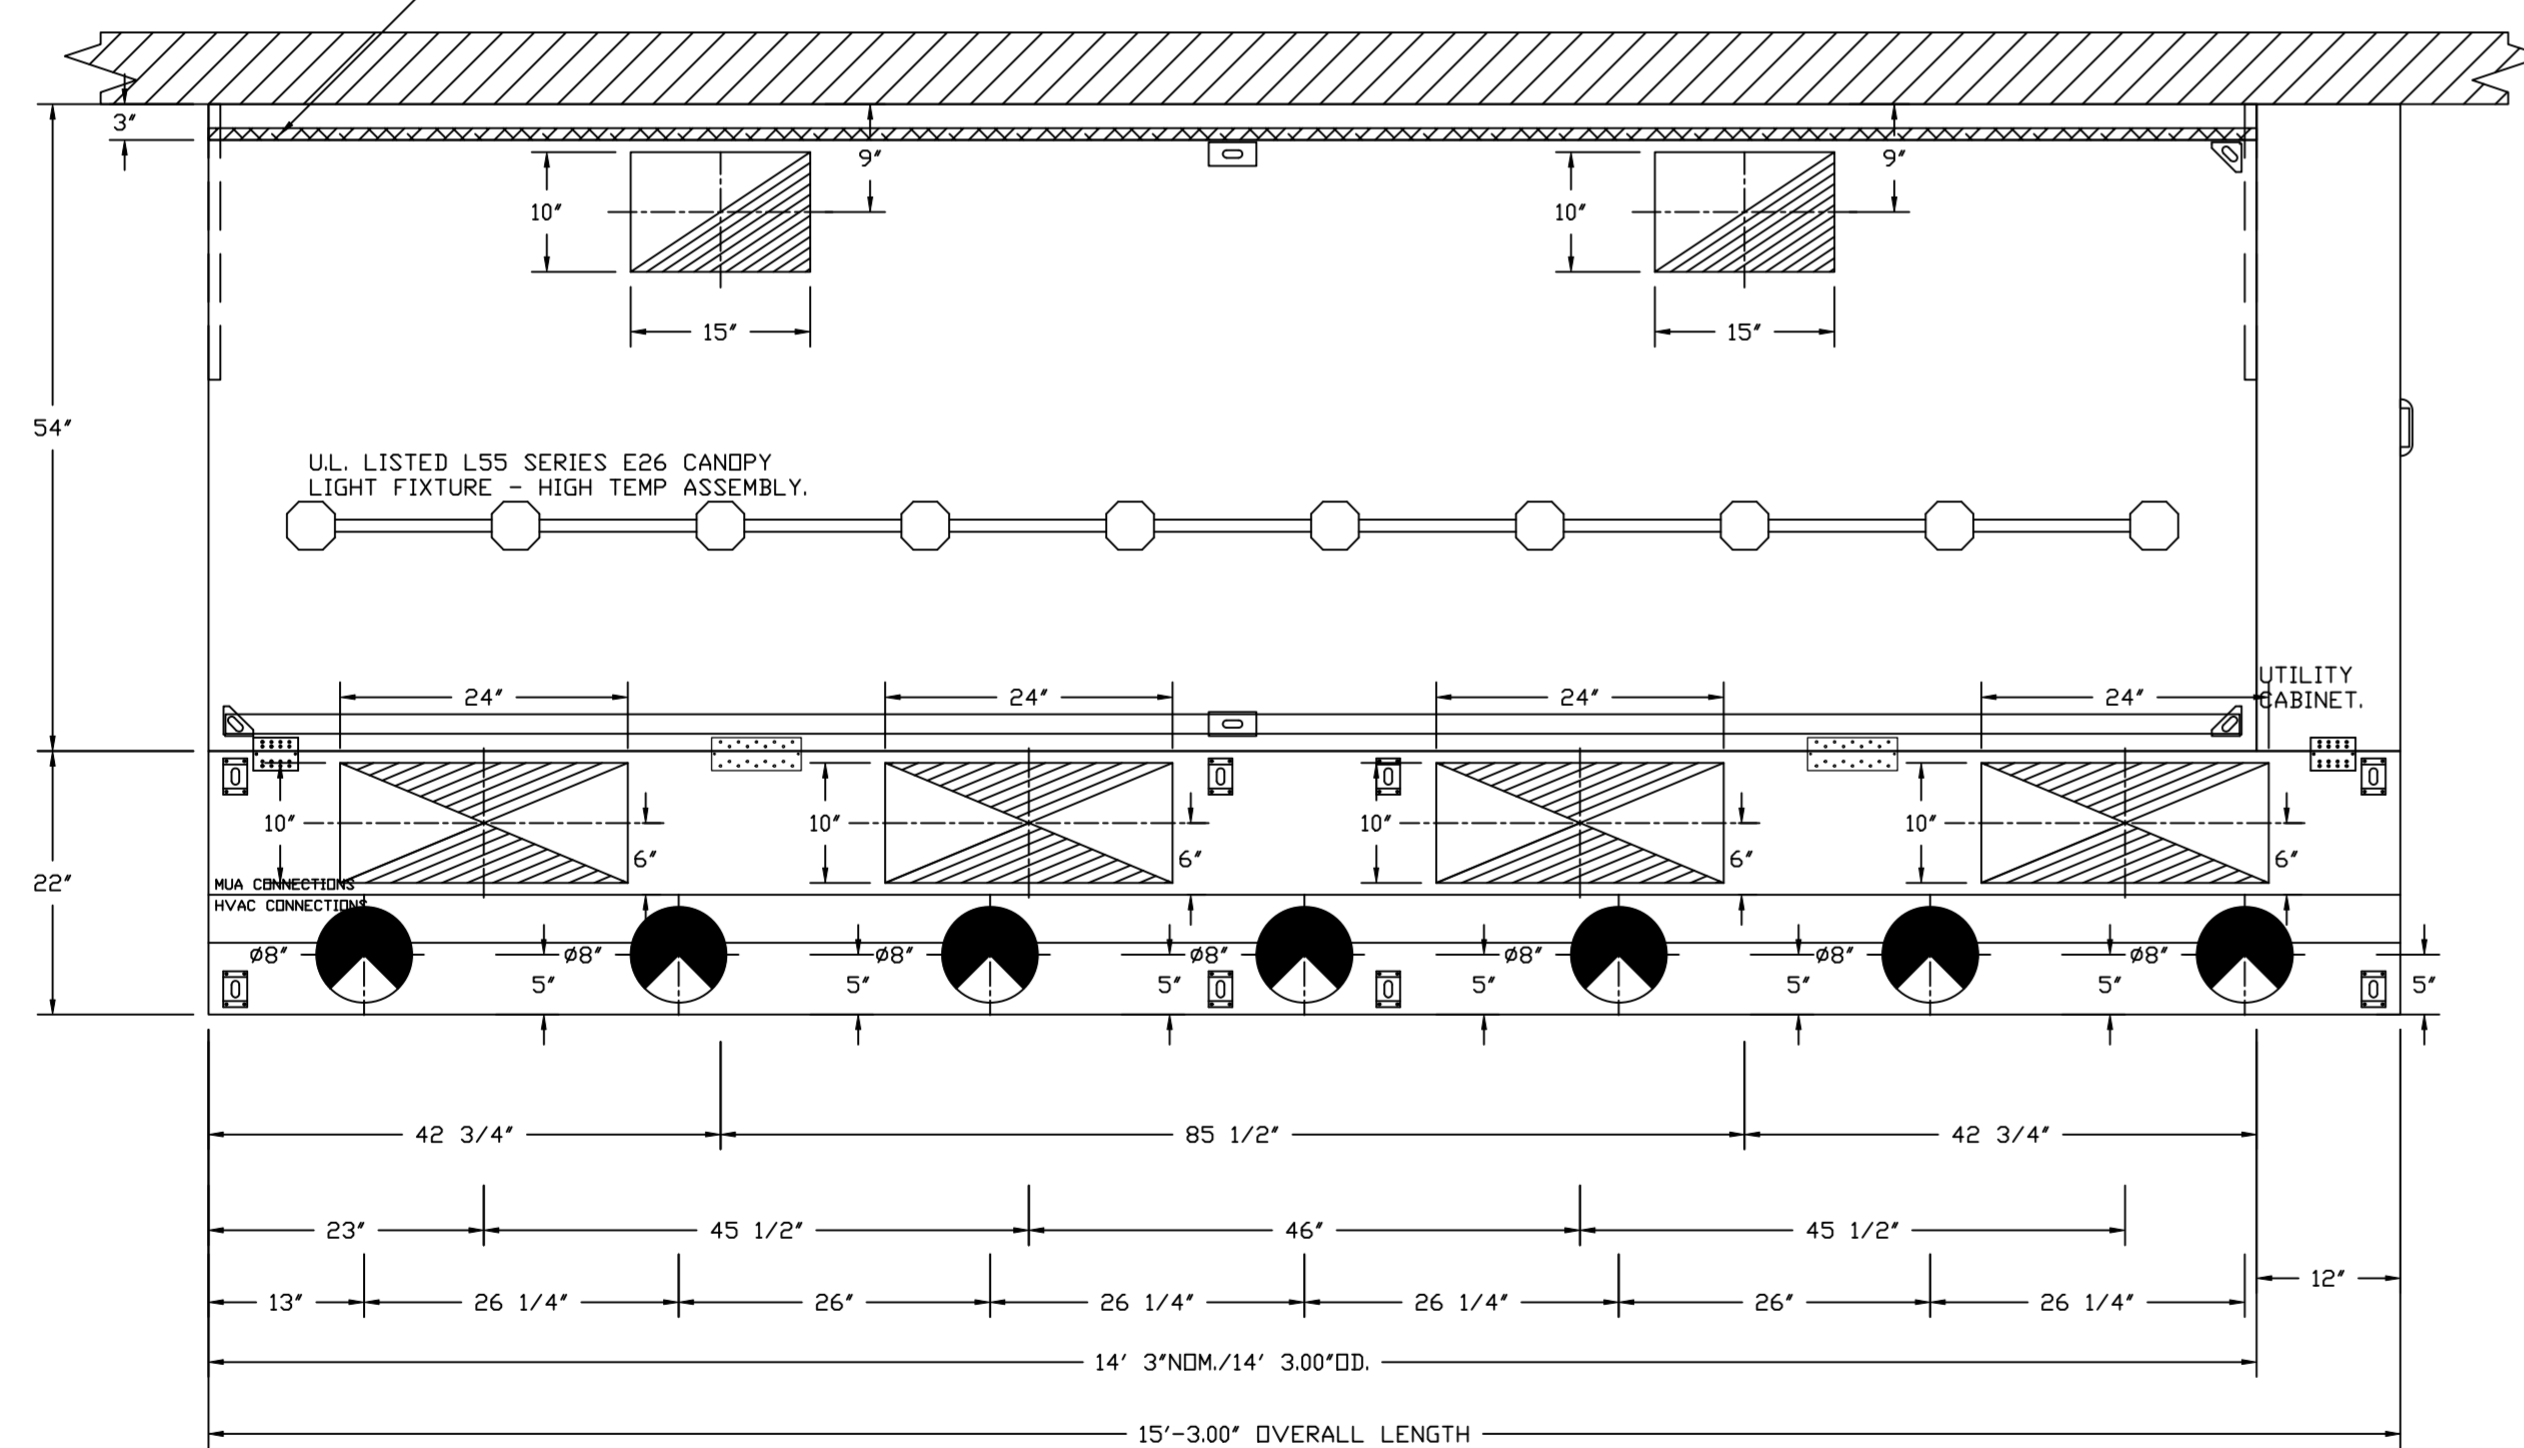 3″
9″
9″
10″
10″
15″
15″
54″
U.L. LISTED L55 SERIES E26 CANOPY
LIGHT FIXTURE - HIGH TEMP ASSEMBLY.
UTILITY
CABINET.
24″ 24″ 24″ 24″
10″ 10″ 10″ 10″
6″ 6″ 6″ 6″
22″
MUA CONNECTIONS
HVAC CONNECTIONS
ø8″ ø8″ ø8″ ø8″ ø8″ ø8″ ø8″
5″ 5″ 5″ 5″ 5″ 5″ 5″
42 3/4″ 85 1/2″ 42 3/4″
23″ 45 1/2″ 46″ 45 1/2″
12″
13″ 26 1/4″ 26″ 26 1/4″ 26 1/4″ 26″ 26 1/4″
14′ 3″NOM./14′ 3.00″OD.
15′-3.00″ OVERALL LENGTH